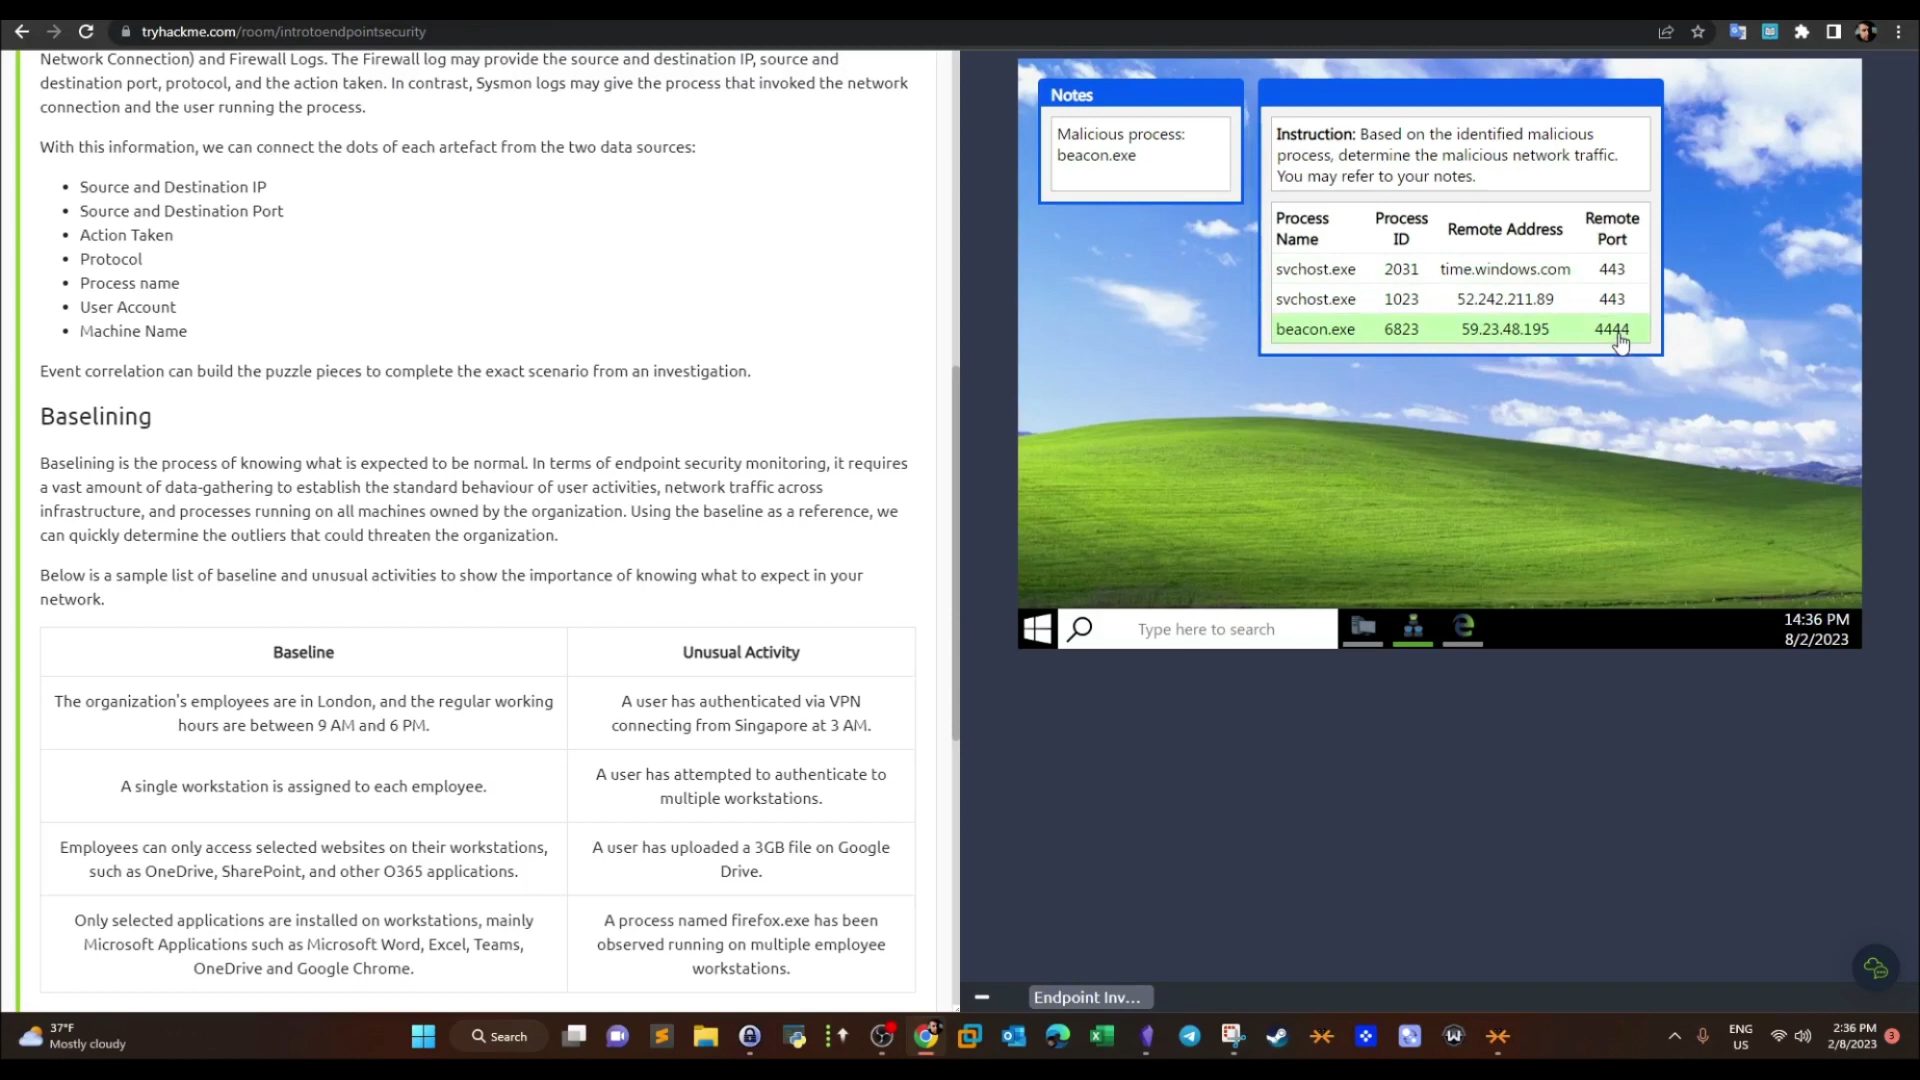 tryhackme.com/room/introtoendpointsecurity
Network Connection) and Firewall Logs. The Firewall log may provide the source and destination IP, source and
destination port, protocol, and the action taken. In contrast, Sysmon logs may give the process that invoked the network
connection and the user running the process.
With this information, we can connect the dots of each artefact from the two data sources:
• Source and Destination IP
• Source and Destination Port
• Action Taken
• Protocol
• Process name
• User Account
• Machine Name
Event correlation can build the puzzle pieces to complete the exact scenario from an investigation.
Baselining
Baselining is the process of knowing what is expected to be normal. In terms of endpoint security monitoring, it requires
a vast amount of data-gathering to establish the standard behaviour of user activities, network traffic across
infrastructure, and processes running on all machines owned by the organization. Using the baseline as a reference, we
can quickly determine the outliers that could threaten the organization.
Below is a sample list of baseline and unusual activities to show the importance of knowing what to expect in your
network.
Baseline Unusual Activity
The organization's employees are in London, and the regular working
hours are between 9 AM and 6 PM.
A user has authenticated via VPN
connecting from Singapore at 3 AM.
A single workstation is assigned to each employee.
A user has attempted to authenticate to
multiple workstations.
Employees can only access selected websites on their workstations,
such as OneDrive, SharePoint, and other O365 applications.
A user has uploaded a 3GB file on Google
Drive.
Only selected applications are installed on workstations, mainly
Microsoft Applications such as Microsoft Word, Excel, Teams,
OneDrive and Google Chrome.
A process named firefox.exe has been
observed running on multiple employee
workstations.
Notes
Malicious process:
beacon.exe
Instruction: Based on the identified malicious
process, determine the malicious network traffic.
You may refer to your notes.
Process Name Process ID Remote Address Remote Port
svchost.exe 2031 time.windows.com 443
svchost.exe 1023 52.242.211.89 443
beacon.exe 6823 59.23.48.195 4444
Type here to search
14:36 PM
8/2/2023
Endpoint Inv...
37°F
Mostly cloudy
Search
ENG
US
2:36 PM
2/8/2023
3